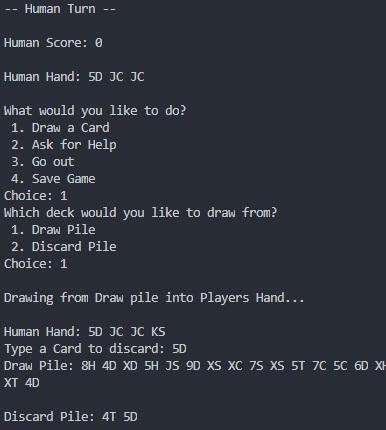 -- Human Turn --
Human Score: 0
Human Hand: 5D JC JC
What would you like to do?
1. Draw a Card
2. Ask for Help
3. Go out
4. Save Game
Choice: 1
Which deck would you like to draw from?
1. Draw Pile
2. Discard Pile
Choice: 1
Drawing from Draw pile into Players Hand...
Human Hand: 5D JC JC KS
Type a Card to discard: 5D
Draw Pile: 8H 4D XD 5H JS 9D XS XC 7S XS 5T 7C 5C 6D XH
XT 4D
Discard Pile: 4T 5D